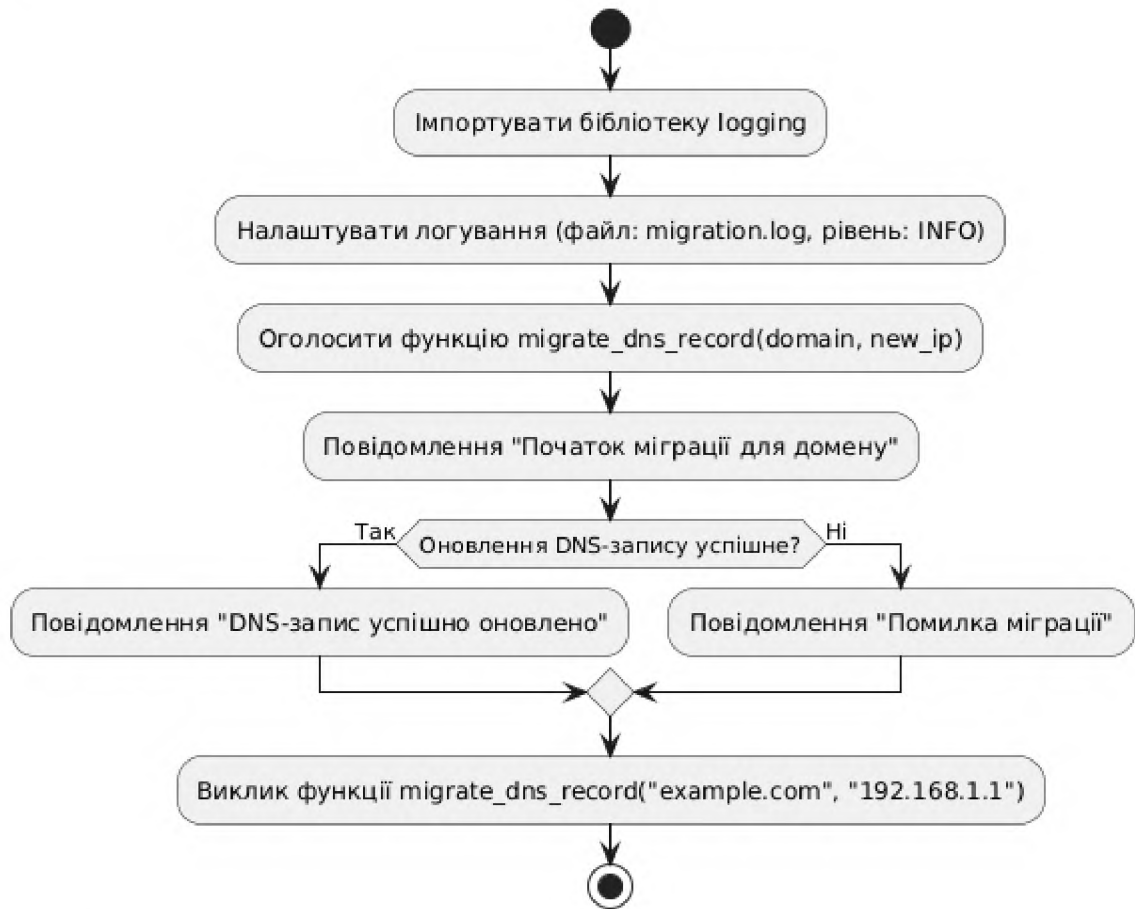 Імпортувати бібліотеку logging
Налаштувати логування (файл: migration.log, рівень: INFO)
Оголосити функцію migrate_dns_record(domain, new_ip)
Повідомлення "Початок міграції для домену"
Так
Оновлення DNS-запису успішне?
Ні
Повідомлення "DNS-запис успішно оновлено"
Повідомлення "Помилка міграції"
Виклик функції migrate_dns_record("example.com", "192.168.1.1")